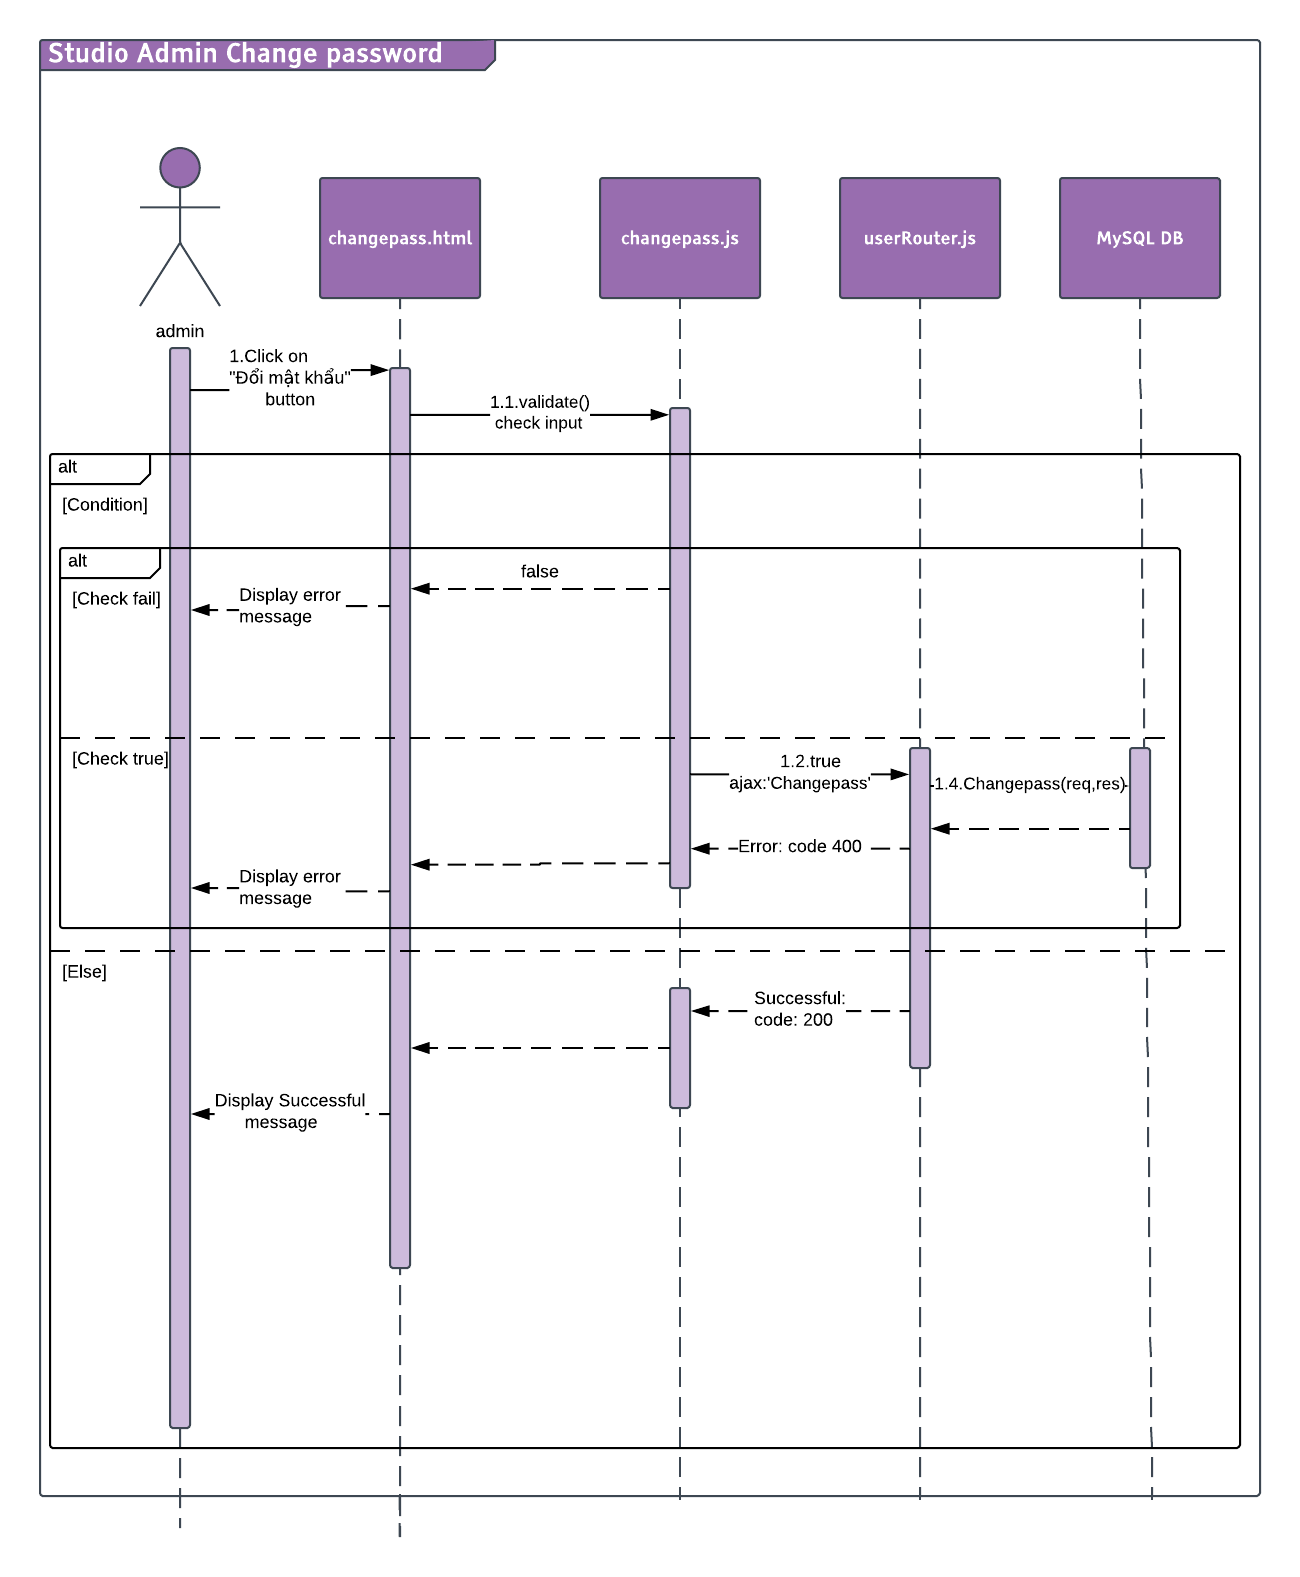 Studio Admin Change password
changepass.html
changepass.js
userRouter.js
MySQL DB
admin
1.Click on
"Đổi mật khẩu"
button
1.1.validate()
check input
alt
[Condition]
alt
false
[Check fail]
Display error
message
[Check true]
1.2.true
ajax:'Changepass'
1.4.Changepass(req,res)
Error: code 400
Display error
message
[Else]
Successful:
code: 200
Display Successful
message